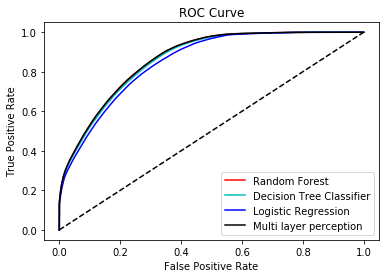 ROC Curve
True Positive Rate
1.0
0.8
0.6
0.4
0.2
0.0
Random Forest
Decision Tree Classifier
Logistic Regression
Multi layer perception
0.0 0.2 0.4 0.6 0.8 1.0
False Positive Rate